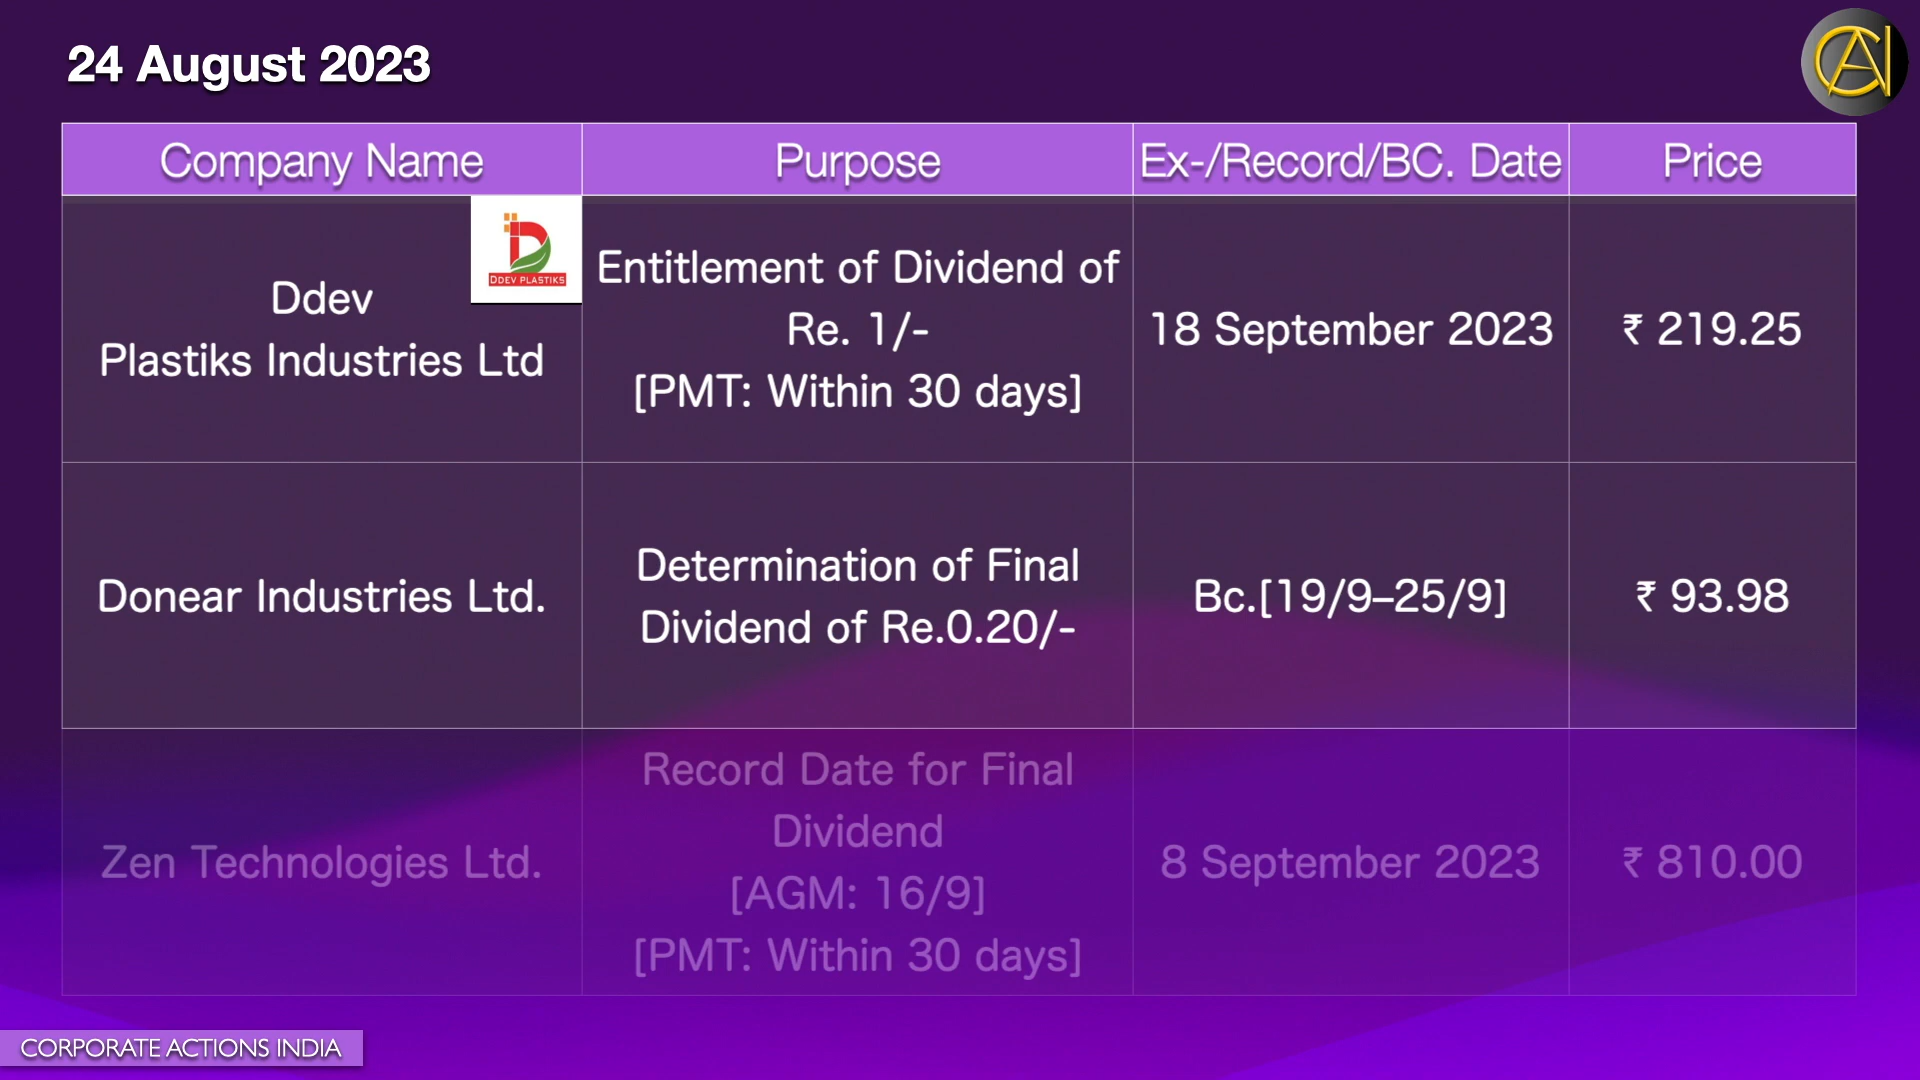 24 August 2023
CAI
Company Name
Purpose
Ex-/Record/BC. Date
Price
DDEV PLASTIKS
Ddev
Plastiks Industries Ltd
Entitlement of Dividend of
Re. 1/-
[PMT: Within 30 days]
18 September 2023
₹ 219.25
Donear Industries Ltd.
Determination of Final
Dividend of Re.0.20/-
Bc.[19/9–25/9]
₹ 93.98
Zen Technologies Ltd.
Record Date for Final
Dividend
[AGM: 16/9]
[PMT: Within 30 days]
8 September 2023
₹ 810.00
CORPORATE ACTIONS INDIA